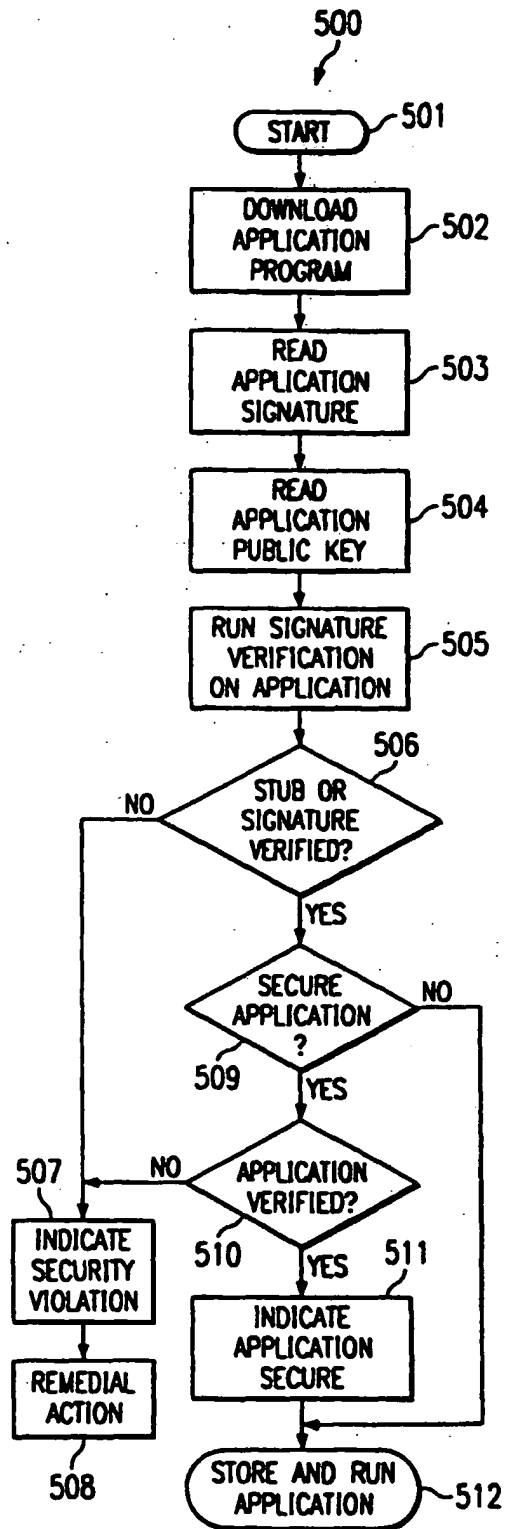 500
START
501
DOWNLOAD
APPLICATION
PROGRAM
502
READ
APPLICATION
SIGNATURE
503
READ
APPLICATION
PUBLIC KEY
504
RUN SIGNATURE
VERIFICATION
ON APPLICATION
505
506
STUB OR
SIGNATURE
VERIFIED?
NO
YES
SECURE
APPLICATION
?
509
NO
YES
APPLICATION
VERIFIED?
510
NO
YES
507
INDICATE
SECURITY
VIOLATION
511
INDICATE
APPLICATION
SECURE
REMEDIAL
ACTION
508
STORE AND RUN
APPLICATION
512